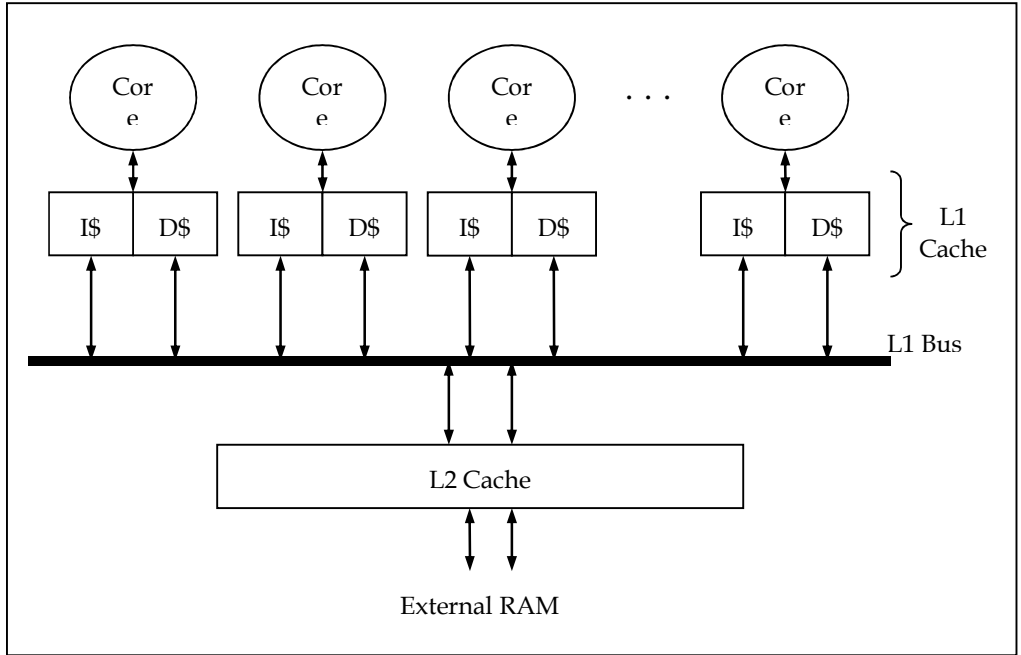 Cor
e
Cor
e
Cor
e
. . .
Cor
e
I$ D$
I$ D$
I$ D$
I$ D$
L1
Cache
L1 Bus
L2 Cache
External RAM